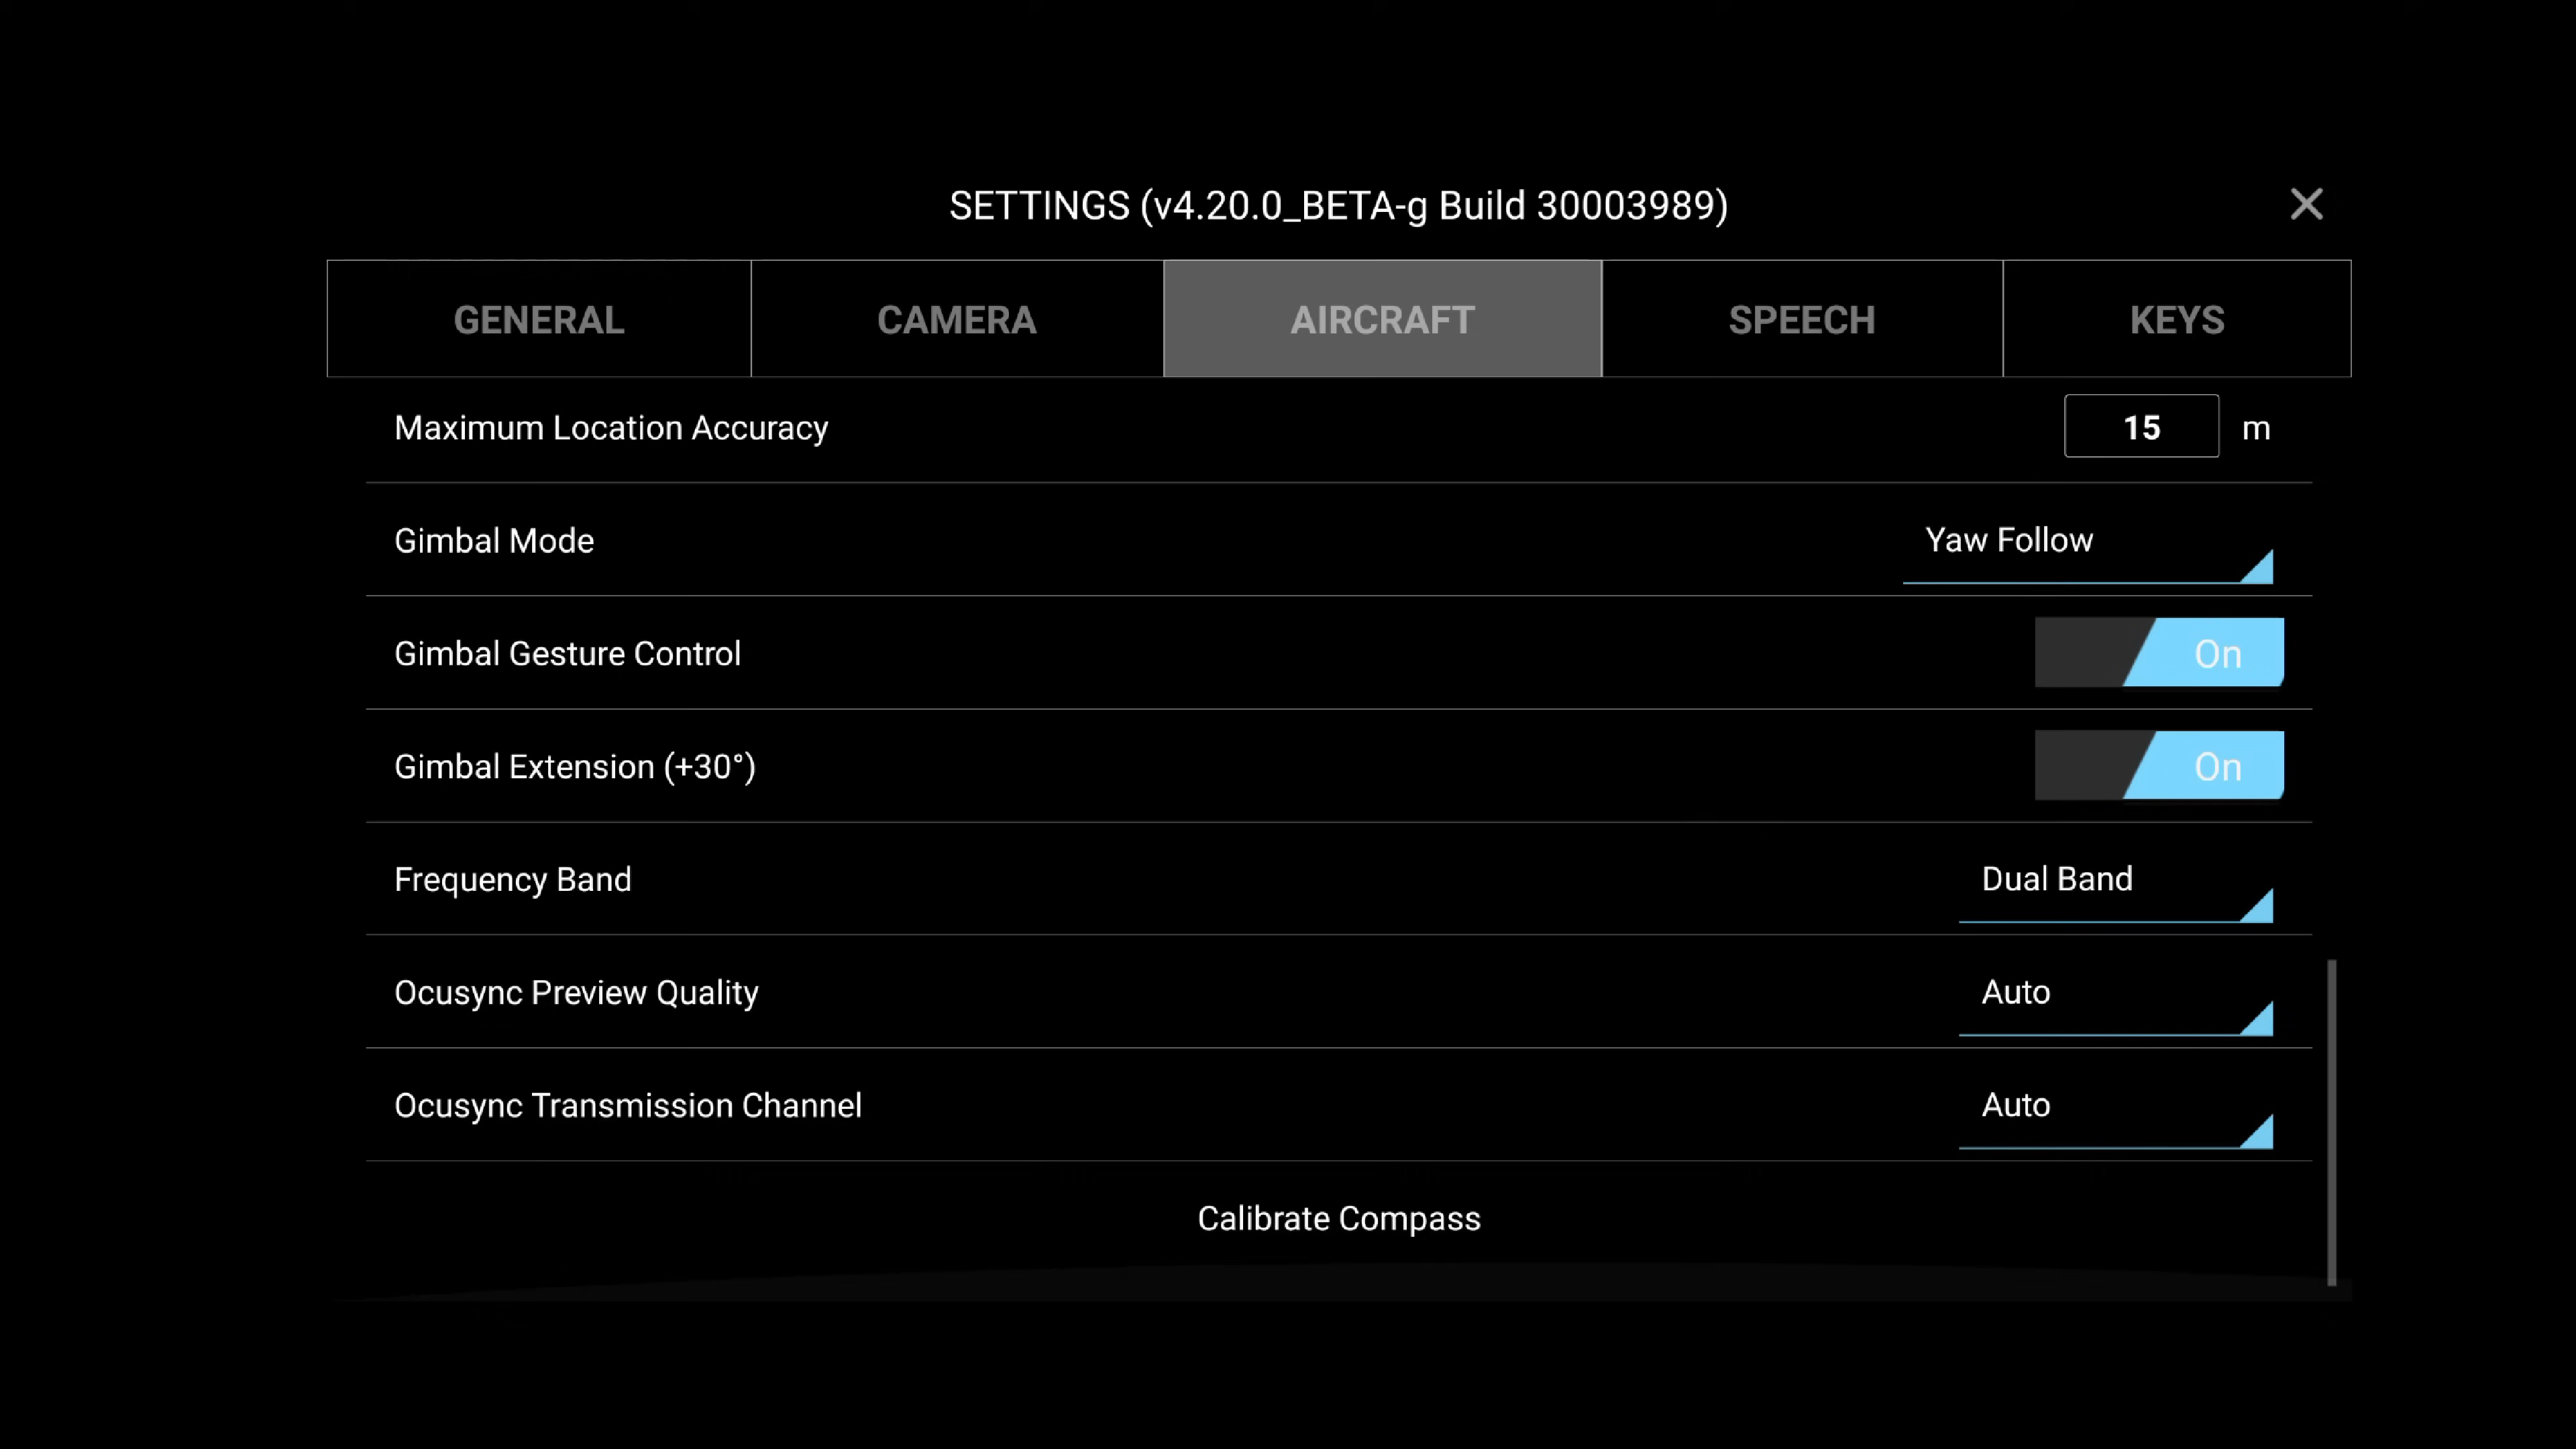 SETTINGS (v4.20.0_BETA-g Build 30003989)
GENERAL CAMERA AIRCRAFT SPEECH KEYS
Maximum Location Accuracy 15 m
Gimbal Mode Yaw Follow
Gimbal Gesture Control On
Gimbal Extension (+30°) On
Frequency Band Dual Band
Ocusync Preview Quality Auto
Ocusync Transmission Channel Auto
Calibrate Compass